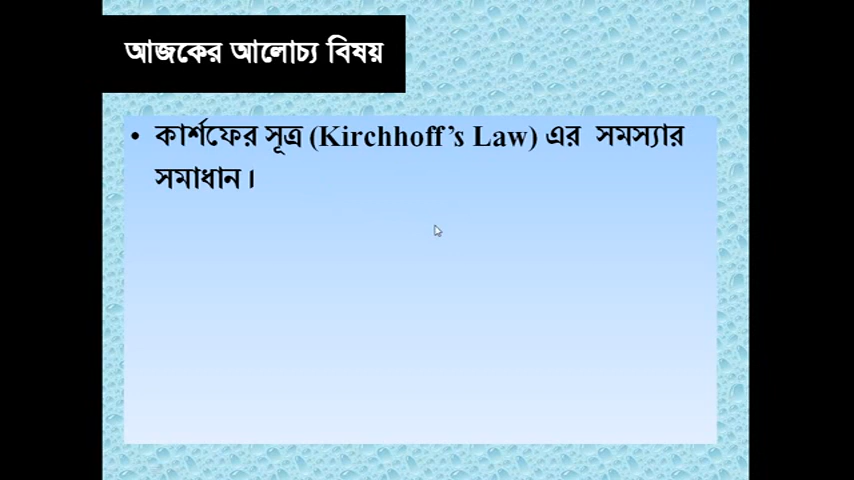 আজকের আলোচ্য বিষয়
• কার্শফের সূত্র (Kirchhoff’s Law) এর সমস্যার
সমাধান।